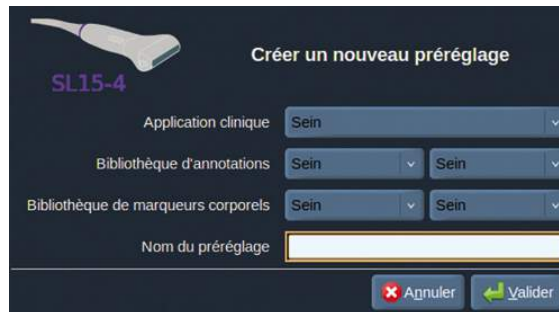 Créer un nouveau préréglage
SL15-4
Application clinique Sein
Bibliothèque d'annotations Sein Sein
Bibliothèque de marqueurs corporels Sein Sein
Nom du préréglage
Annuler Valider